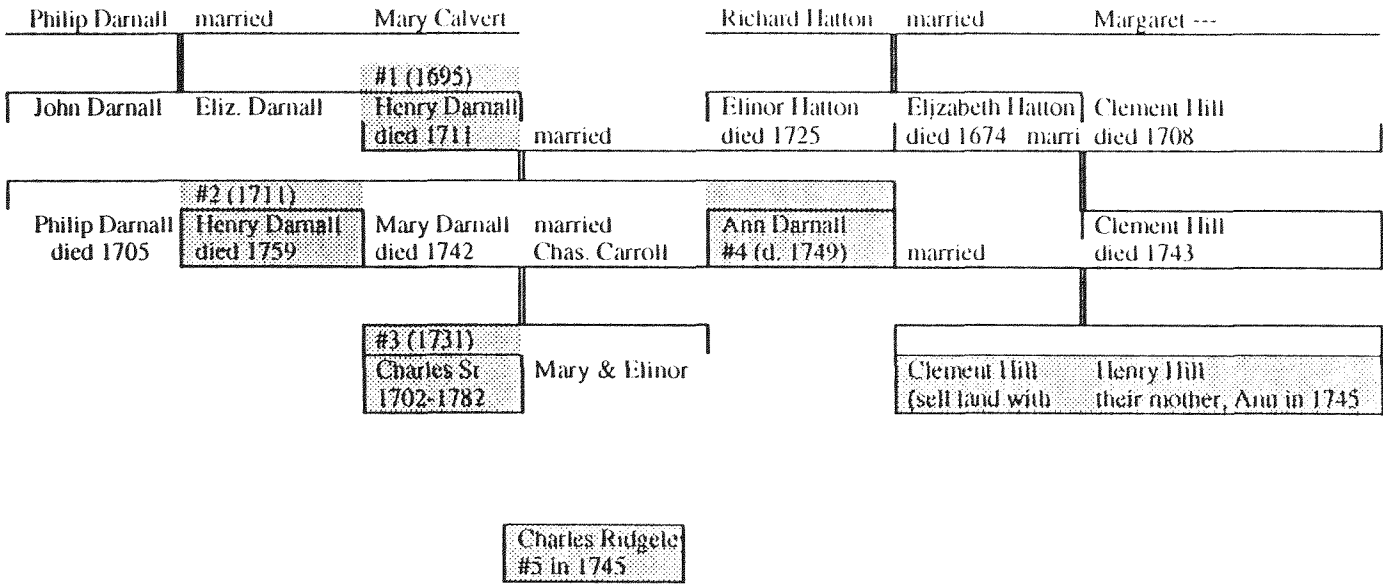 Philip Darnall married Mary Calvert Richard Hatton married Margaret ---
#1 (1695)
John Darnall Eliz. Darnall Henry Darnall Elinor Hatton Elizabeth Hatton Clement Hill
died 1711 married died 1725 died 1674 marri died 1708
#2 (1711)
Philip Darnall Henry Darnall Mary Darnall married Ann Darnall Clement Hill
died 1705 died 1759 died 1742 Chas. Carroll #4 (d. 1749) married died 1743
#3 (1731)
Charles Sr Mary & Elinor Clement Hill Henry Hill
1702-1782 (sell land with their mother, Ann in 1745
Charles Ridgele
#5 in 1745